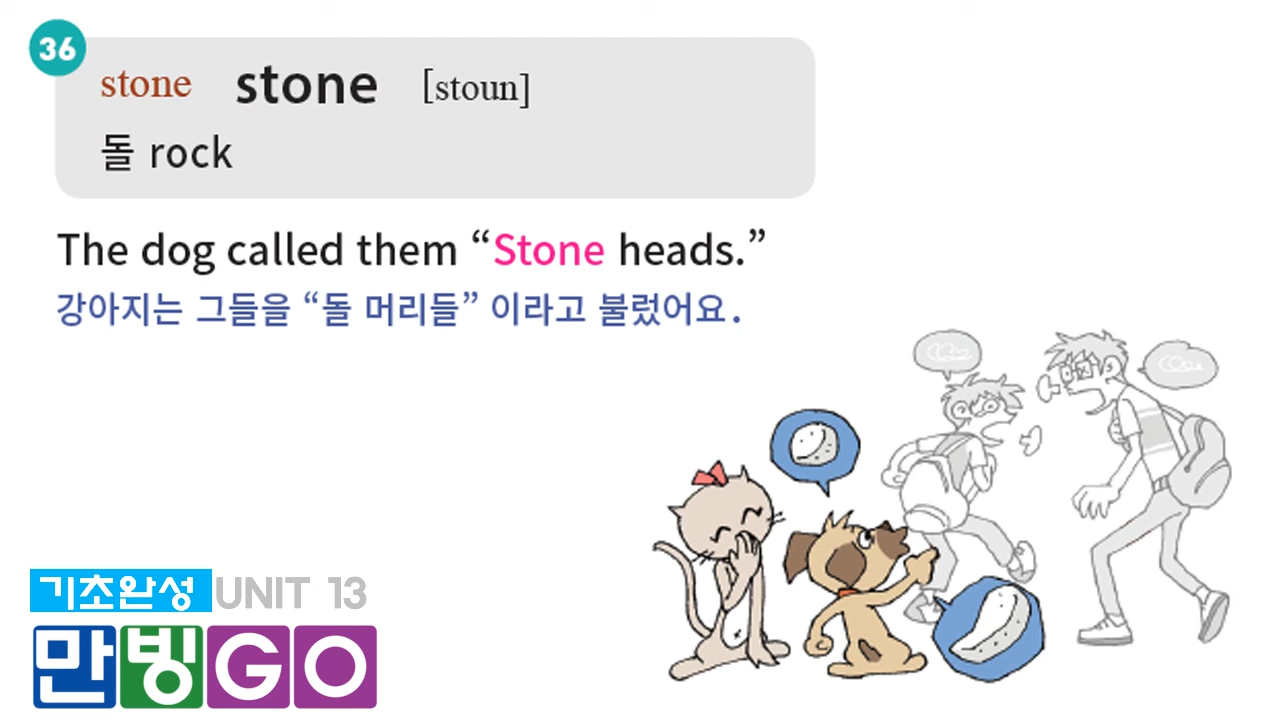 36
stone stone [stoun]
돌 rock
The dog called them “Stone heads.”
강아지는 그들을 “돌 머리들” 이라고 불렀어요.
기초완성 UNIT 13
만빙GO